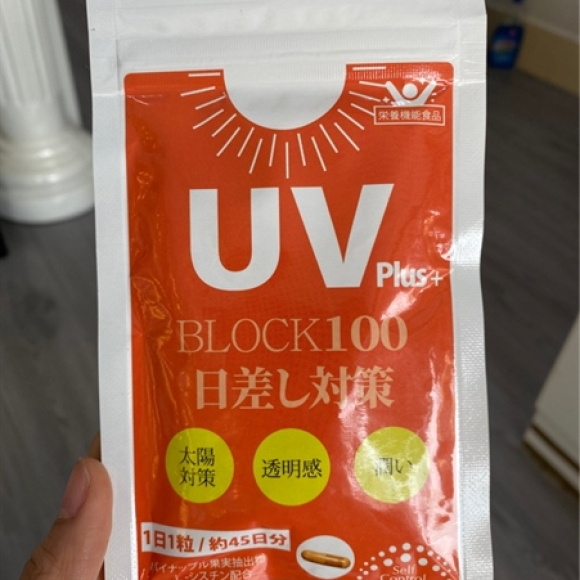 栄養機能食品
UV
Plus+
BLOCK100
日差し対策
太陽
対策
透明感
潤い
1日1粒/約45日分
パイナップル果実抽出物
L-シスチン配合
Self
Control